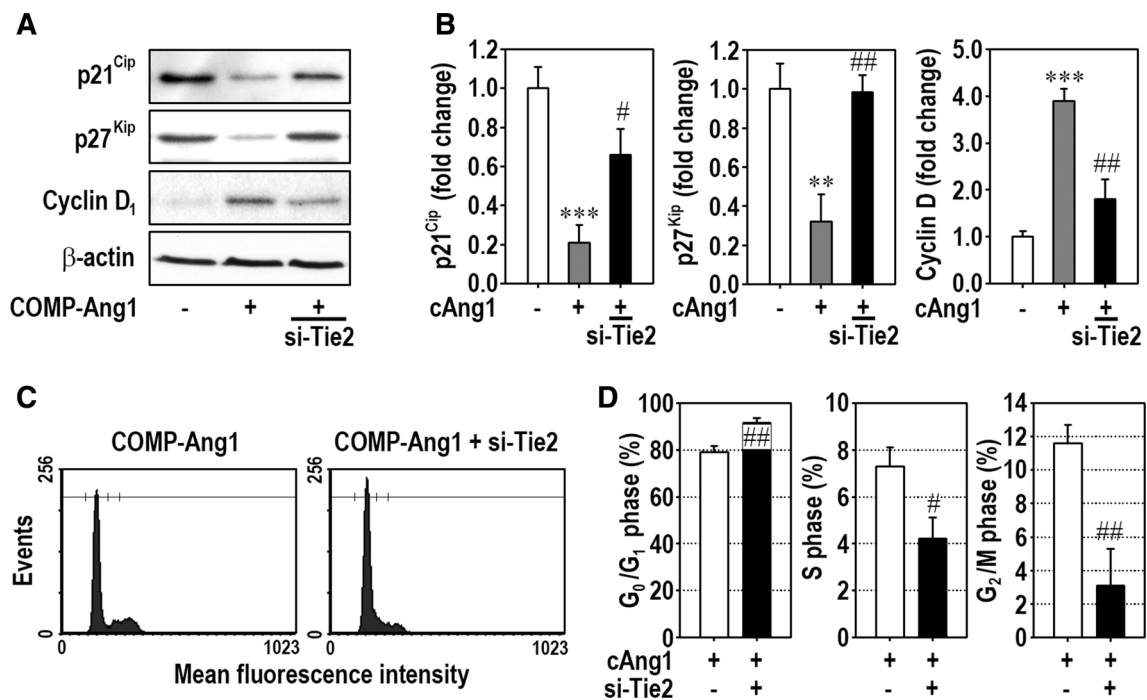 A
p21Cip
p27Kip
Cyclin D1
β-actin
COMP-Ang1 - + +
si-Tie2
B
p21Cip (fold change)
1.2
1.0
0.8
0.6
0.4
0.2
0.0
***
#
cAng1 - + +
si-Tie2
p27Kip (fold change)
1.2
1.0
0.8
0.6
0.4
0.2
0.0
**
##
cAng1 - + +
si-Tie2
Cyclin D (fold change)
5.0
4.0
3.0
2.0
1.0
0.0
***
##
cAng1 - + +
si-Tie2
C
COMP-Ang1
COMP-Ang1 + si-Tie2
Events
256
0
0 1023
256
0
0 1023
Mean fluorescence intensity
D
G0/G1 phase (%)
100
80
60
40
20
0
##
S phase (%)
10
8
6
4
2
0
#
G2/M phase (%)
14
12
10
8
6
4
2
0
##
cAng1 + + + + + +
si-Tie2 - + - + - +